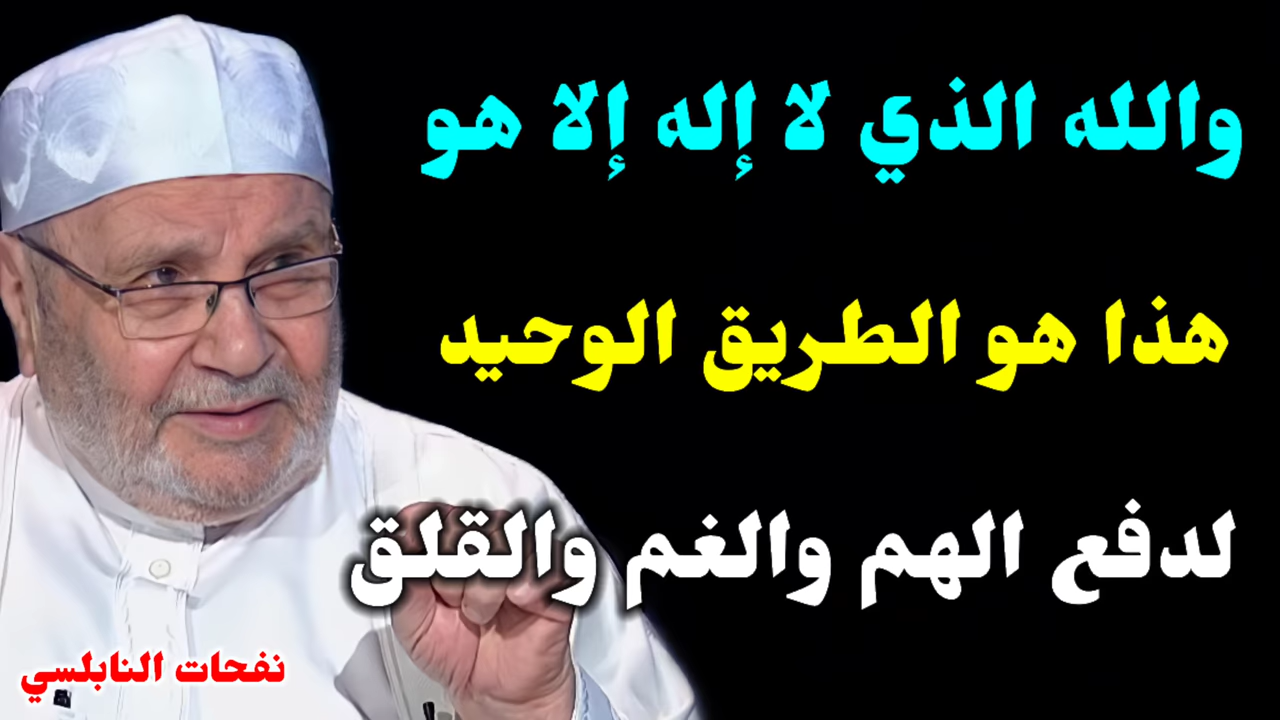 والله الذي لا إله إلا هو
هذا هو الطريق الوحيد
لدفع الهم والغم والقلق
نفحات النابلسي